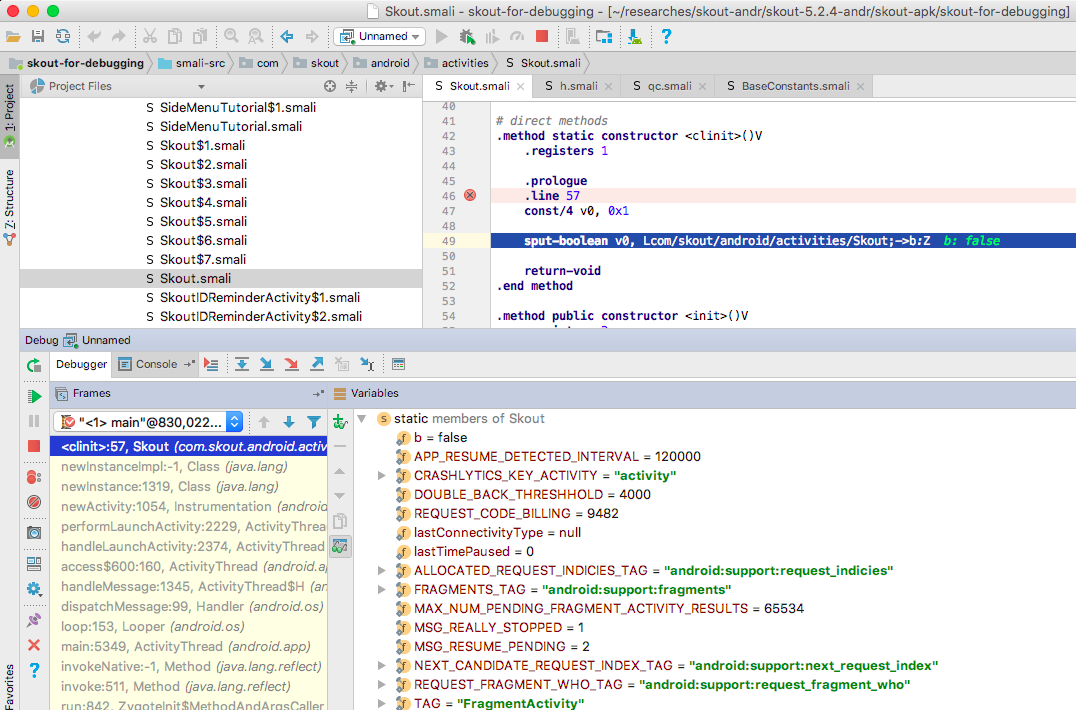 Skout.smali - skout-for-debugging - [~/researches/skout-andr/skout-5.2.4-andr/skout-apk/skout-for-debugging]
Unnamed
skout-for-debugging
smali-src
com
skout
android
activities
S Skout.smali
1: Project
Z: Structure
Favorites
Project Files
S SideMenuTutorial$1.smali
S SideMenuTutorial.smali
S Skout$1.smali
S Skout$2.smali
S Skout$3.smali
S Skout$4.smali
S Skout$5.smali
S Skout$6.smali
S Skout$7.smali
S Skout.smali
S SkoutIDReminderActivity$1.smali
S SkoutIDReminderActivity$2.smali
S Skout.smali
S h.smali
S qc.smali
S BaseConstants.smali
40
41 # direct methods
42 .method static constructor <clinit>()V
43 .registers 1
44
45 .prologue
46 .line 57
47 const/4 v0, 0x1
48
49 sput-boolean v0, Lcom/skout/android/activities/Skout;->b:Z b: false
50
51 return-void
52 .end method
53
54 .method public constructor <init>()V
Debug Unnamed
Debugger
Console
Frames
"<1> main"@830,022...
<clinit>:57, Skout (com.skout.android.activ
newInstanceImpl:-1, Class (java.lang)
newInstance:1319, Class (java.lang)
newActivity:1054, Instrumentation (android
performLaunchActivity:2229, ActivityThrea
handleLaunchActivity:2374, ActivityThread
access$600:160, ActivityThread (android.ap
handleMessage:1345, ActivityThread$H (an
dispatchMessage:99, Handler (android.os)
loop:153, Looper (android.os)
main:5349, ActivityThread (android.app)
invokeNative:-1, Method (java.lang.reflect)
invoke:511, Method (java.lang.reflect)
run:842, ZygoteInit$MethodAndArgsCaller
Variables
s static members of Skout
f b = false
f APP_RESUME_DETECTED_INTERVAL = 120000
f CRASHLYTICS_KEY_ACTIVITY = "activity"
f DOUBLE_BACK_THRESHHOLD = 4000
f REQUEST_CODE_BILLING = 9482
f lastConnectivityType = null
f lastTimePaused = 0
f ALLOCATED_REQUEST_INDICIES_TAG = "android:support:request_indicies"
f FRAGMENTS_TAG = "android:support:fragments"
f MAX_NUM_PENDING_FRAGMENT_ACTIVITY_RESULTS = 65534
f MSG_REALLY_STOPPED = 1
f MSG_RESUME_PENDING = 2
f NEXT_CANDIDATE_REQUEST_INDEX_TAG = "android:support:next_request_index"
f REQUEST_FRAGMENT_WHO_TAG = "android:support:request_fragment_who"
f TAG = "FragmentActivity"